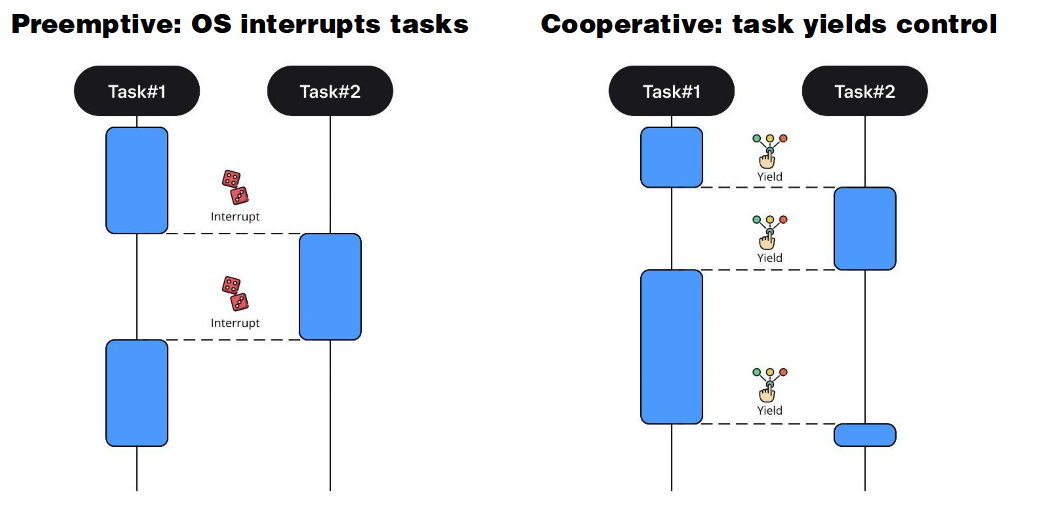 Preemptive: OS interrupts tasks
Task#1
Task#2
Interrupt
Interrupt
Cooperative: task yields control
Task#1
Task#2
Yield
Yield
Yield